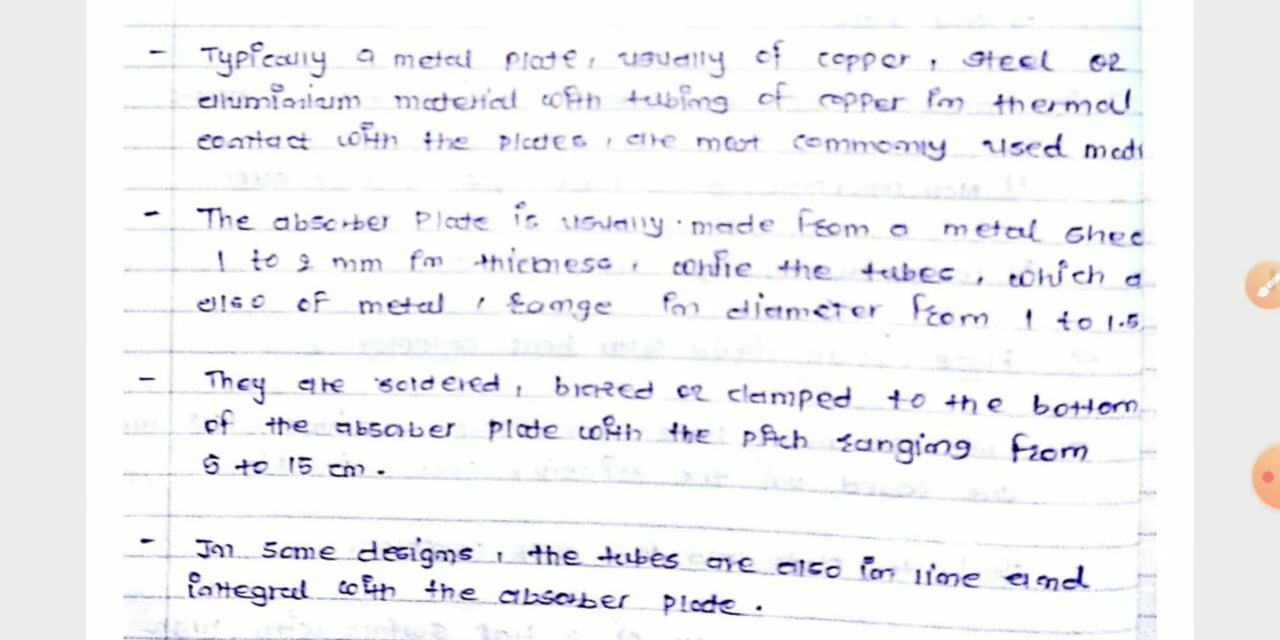 - Typically a metal plate, usually of copper, steel or
aluminium material with tubing of copper in thermal
contact with the plates, are most commonly used mat
- The absorber plate is usually made from a metal shee
1 to 2 mm in thickness, while the tubes, which a
also of metal, range in diameter from 1 to 1.5
- They are soldered, brazed or clamped to the bottom
of the absorber plate with the pitch ranging from
5 to 15 cm.
- In some designs, the tubes are also in line and
integral with the absorber plate.